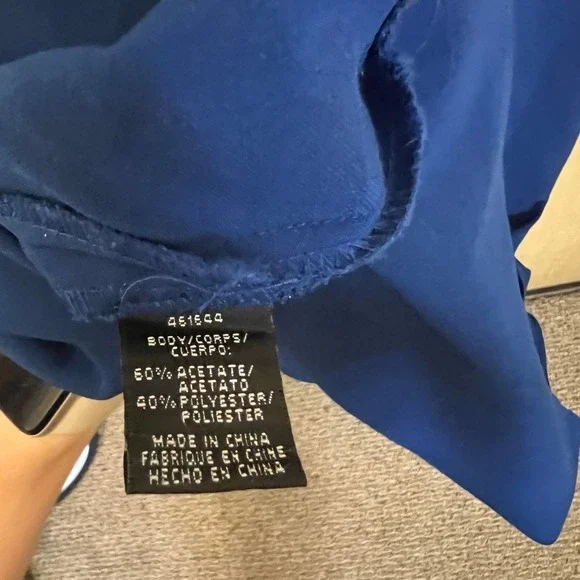 461644
BODY/CORPS/
CUERPO:
60% ACETATE/
ACETATO
40% POLYESTER/
POLIESTER
MADE IN CHINA
FABRIQUE EN CHINE
HECHO EN CHINA